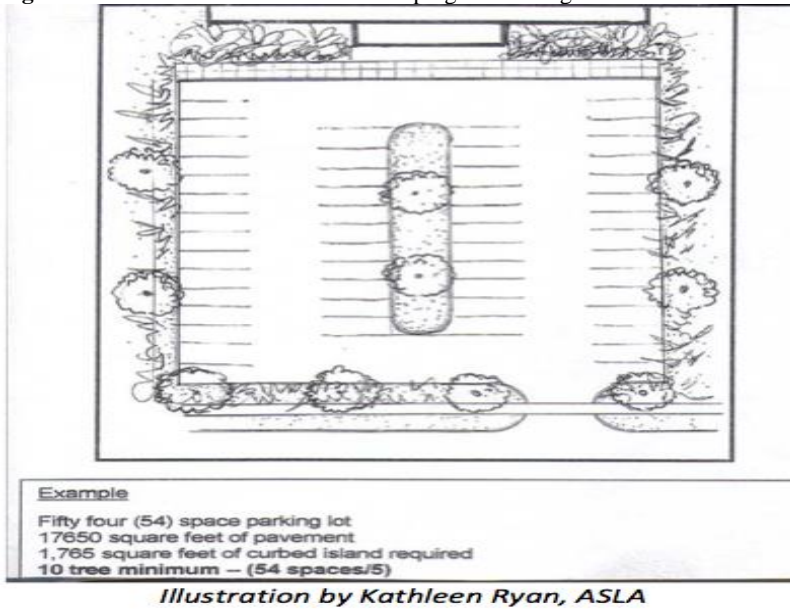 Example
Fifty four (54) space parking lot
17650 square feet of pavement
1,765 square feet of curbed island required
10 tree minimum – (54 spaces/5)
Illustration by Kathleen Ryan, ASLA